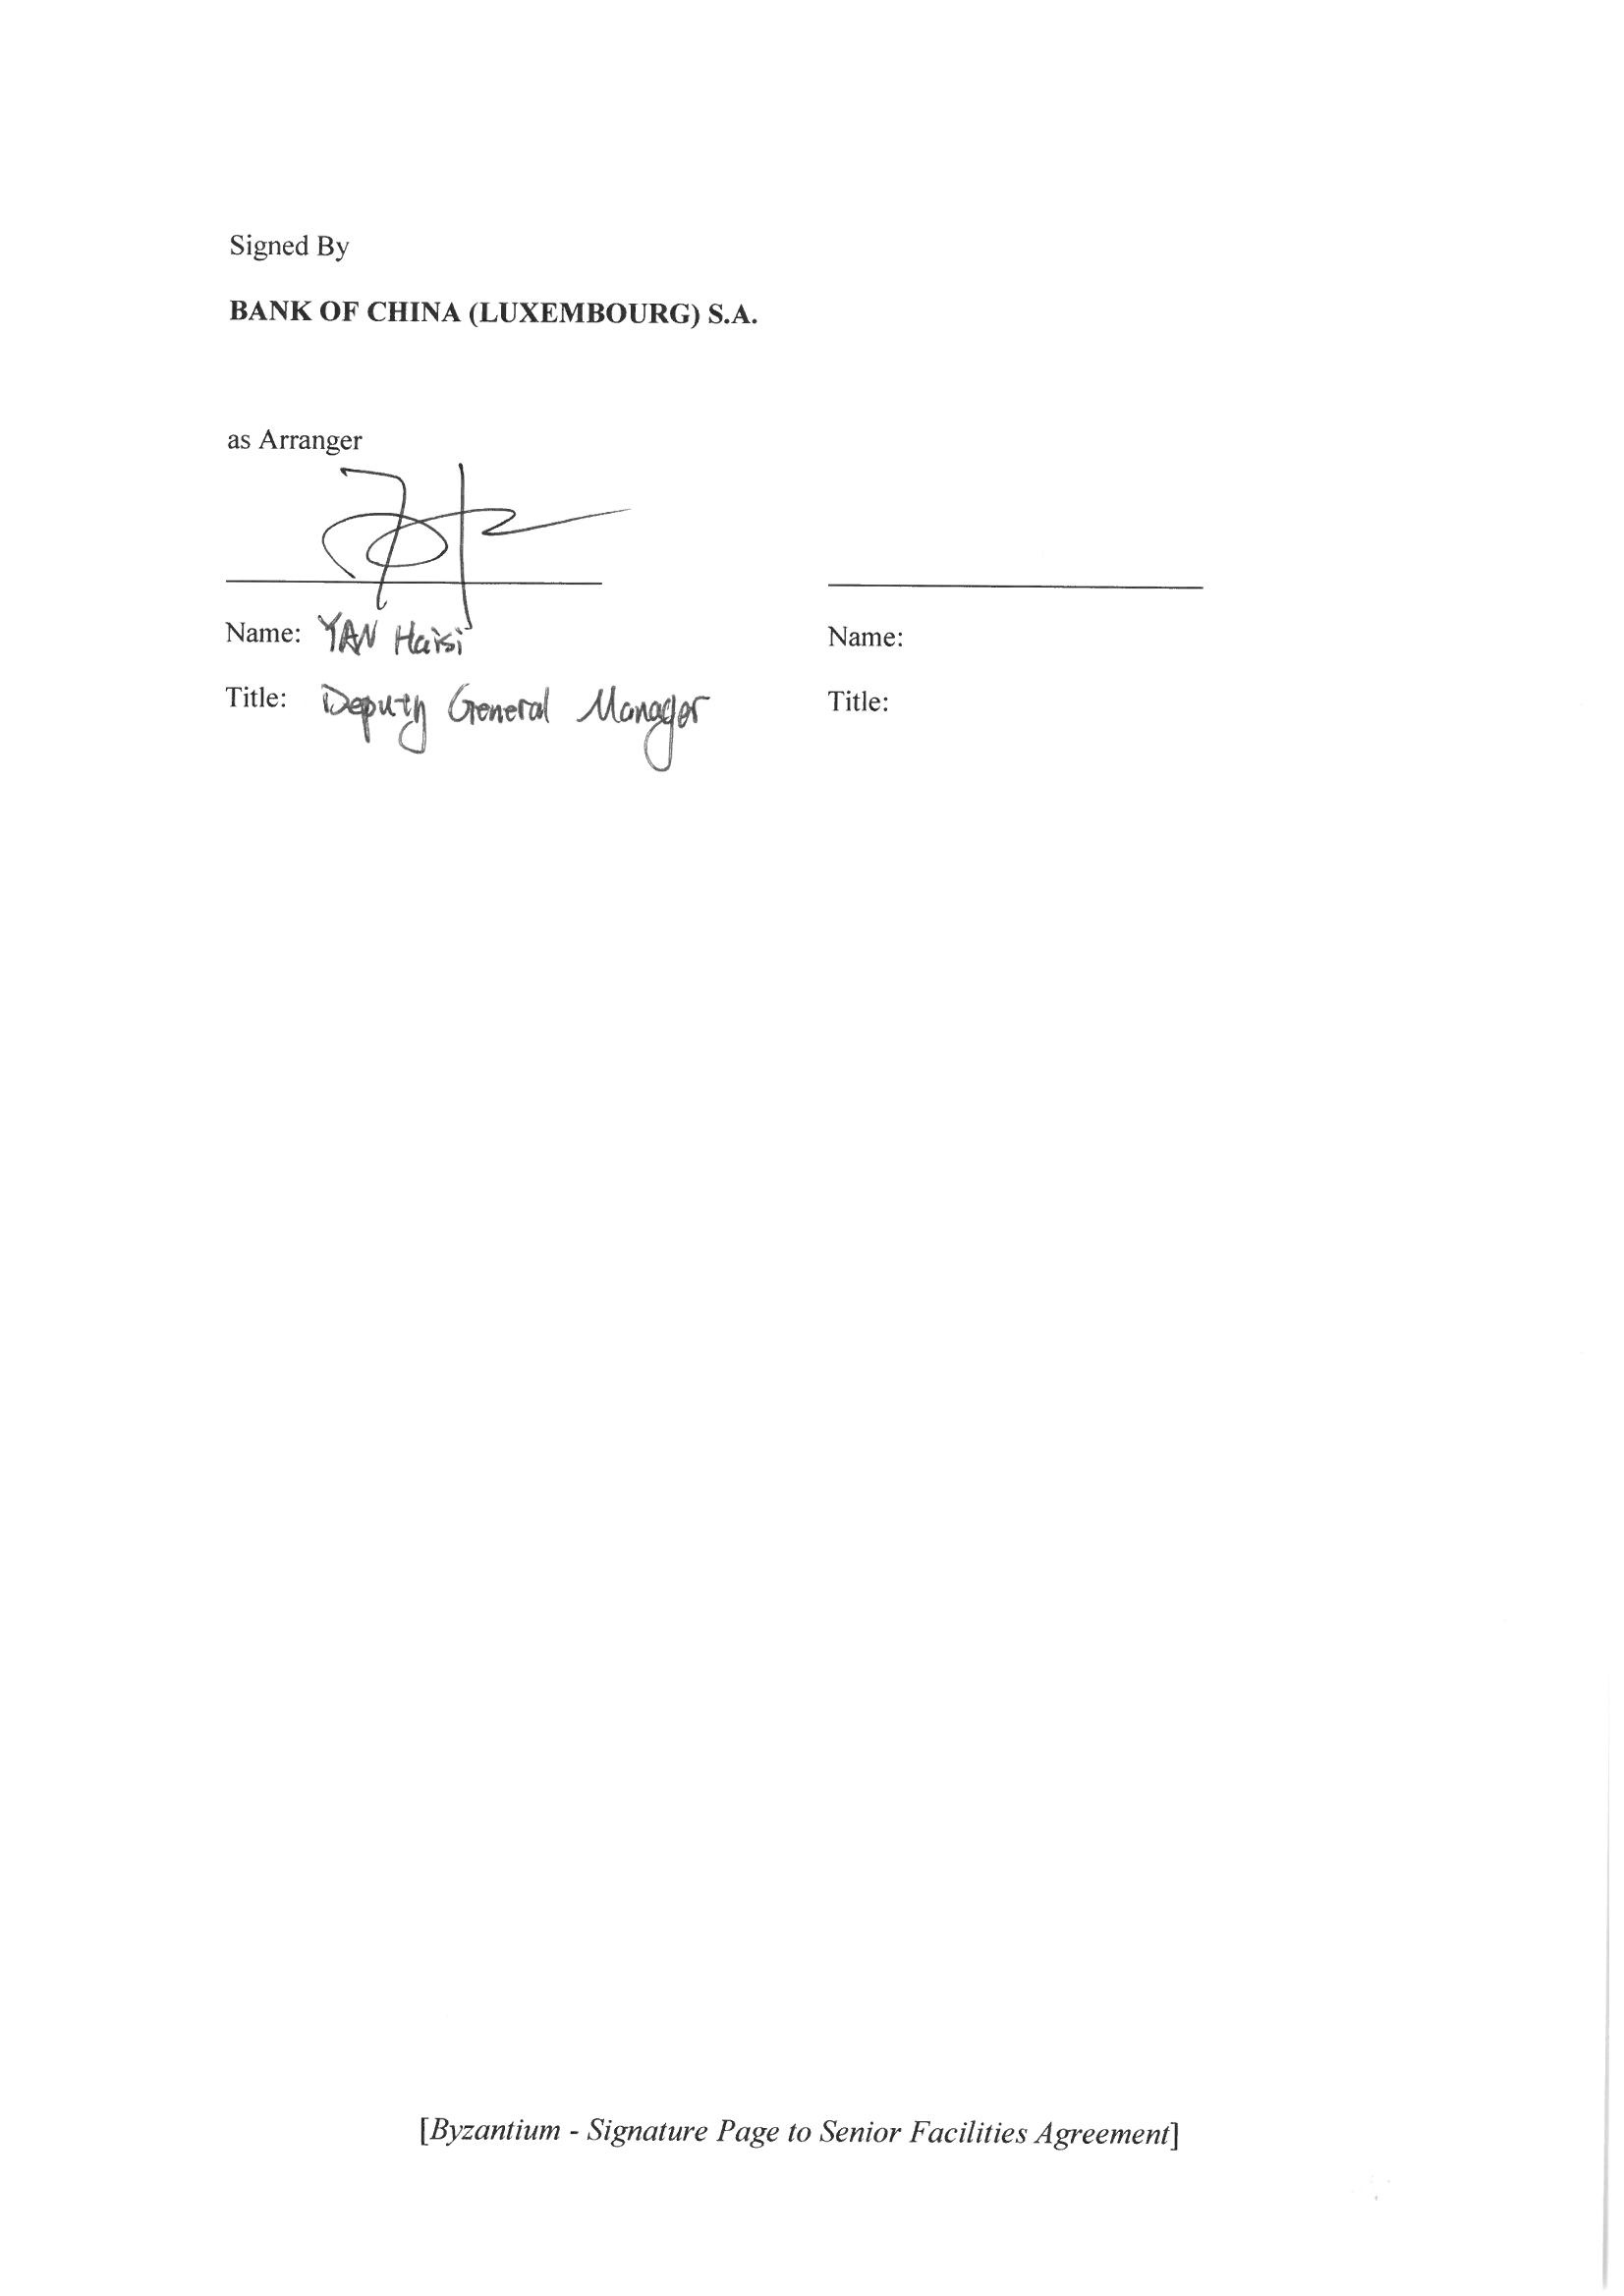 Signed By
BANK OF CHINA (LUXEMBOURG) S.A.
as Arranger
Name: YAN Haisi
Title: Deputy General Manager
Name:
Title:
[Byzantium - Signature Page to Senior Facilities Agreement]